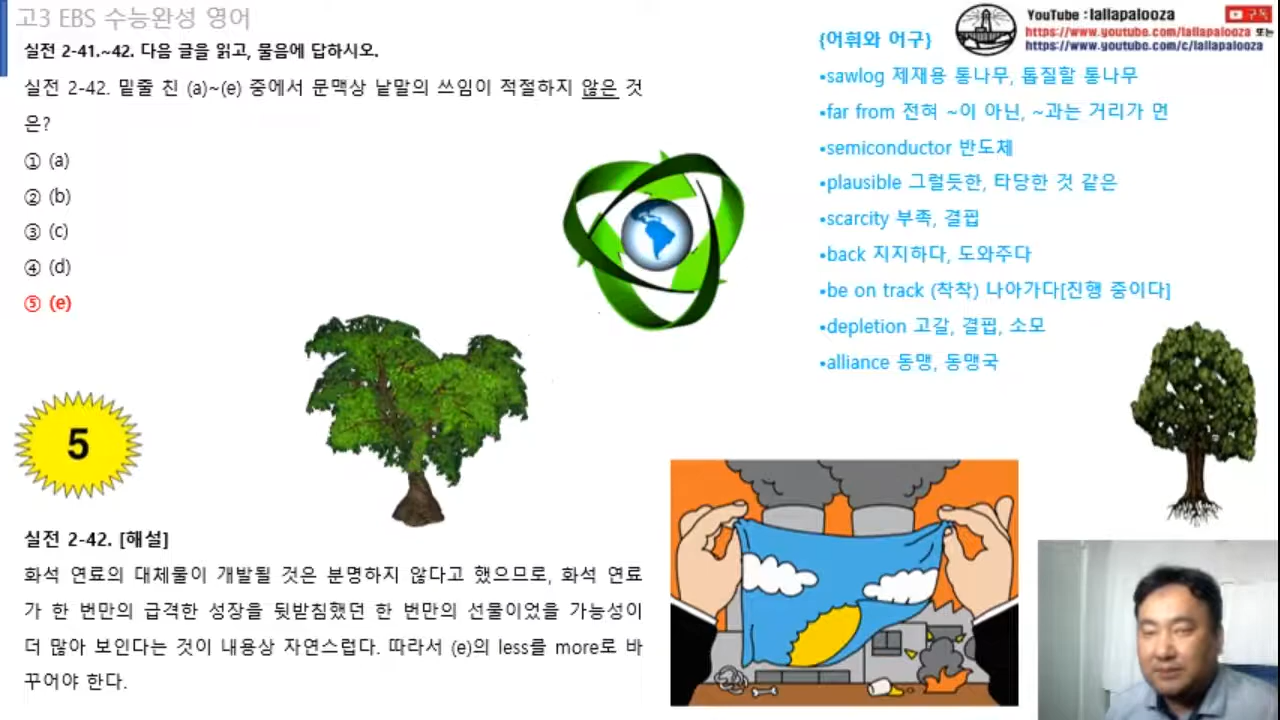 고3 EBS 수능완성 영어
실전 2-41.~42. 다음 글을 읽고, 물음에 답하시오.
실전 2-42. 밑줄 친 (a)~(e) 중에서 문맥상 낱말의 쓰임이 적절하지 않은 것
은?
① (a)
② (b)
③ (c)
④ (d)
⑤ (e)
5
실전 2-42. [해설]
화석 연료의 대체물이 개발될 것은 분명하지 않다고 했으므로, 화석 연료
가 한 번만의 급격한 성장을 뒷받침했던 한 번만의 선물이었을 가능성이
더 많아 보인다는 것이 내용상 자연스럽다. 따라서 (e)의 less를 more로 바
꾸어야 한다.
YouTube : lallapalooza
구독
https://www.youtube.com/lallapalooza 또는
https://www.youtube.com/c/lallapalooza
{어휘와 어구}
•sawlog 제재용 통나무, 톱질할 통나무
•far from 전혀 ~이 아닌, ~과는 거리가 먼
•semiconductor 반도체
•plausible 그럴듯한, 타당한 것 같은
•scarcity 부족, 결핍
•back 지지하다, 도와주다
•be on track (착착) 나아가다[진행 중이다]
•depletion 고갈, 결핍, 소모
•alliance 동맹, 동맹국